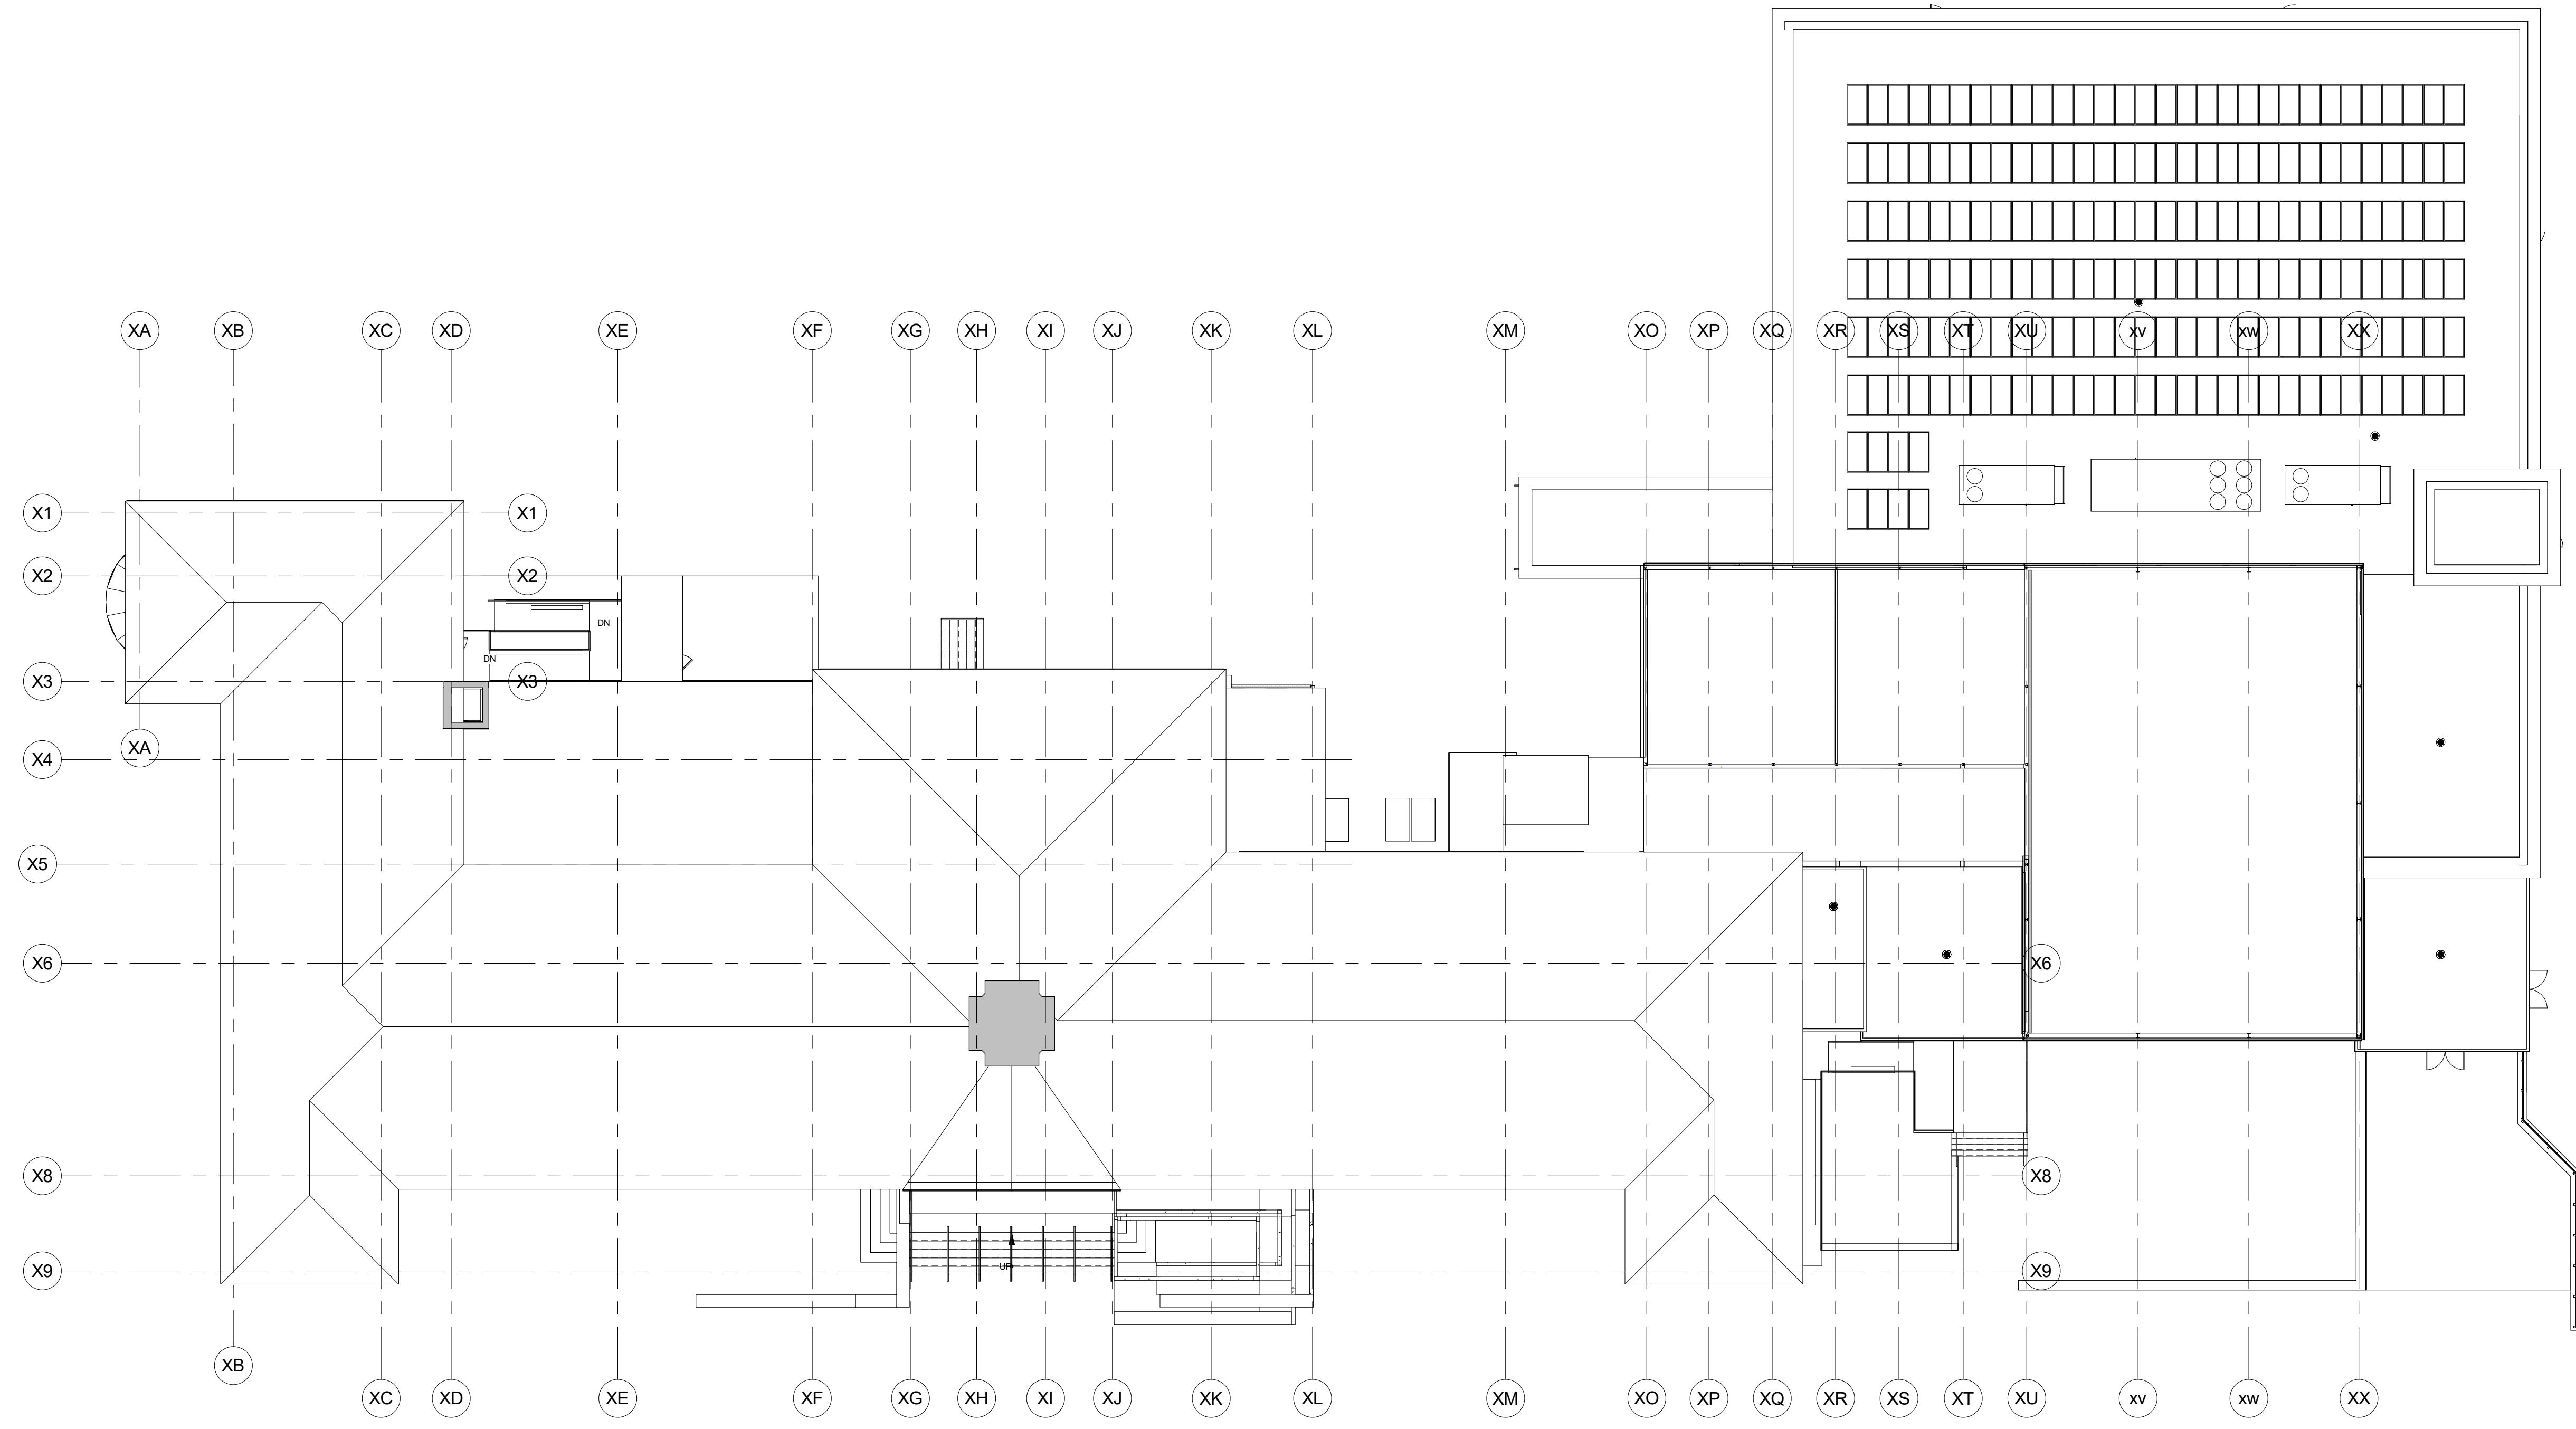 XA XB XC XD XE XF XG XH XI XJ XK XL XM XO XP XQ XR XS XT XU xv xw XX
X1 X1
X2 X2
DN
DN
X3 X3
XA
X4
X5
X6 X6
X8 X8
UP
X9 X9
XB
XC XD XE XF XG XH XI XJ XK XL XM XO XP XQ XR XS XT XU xv xw XX